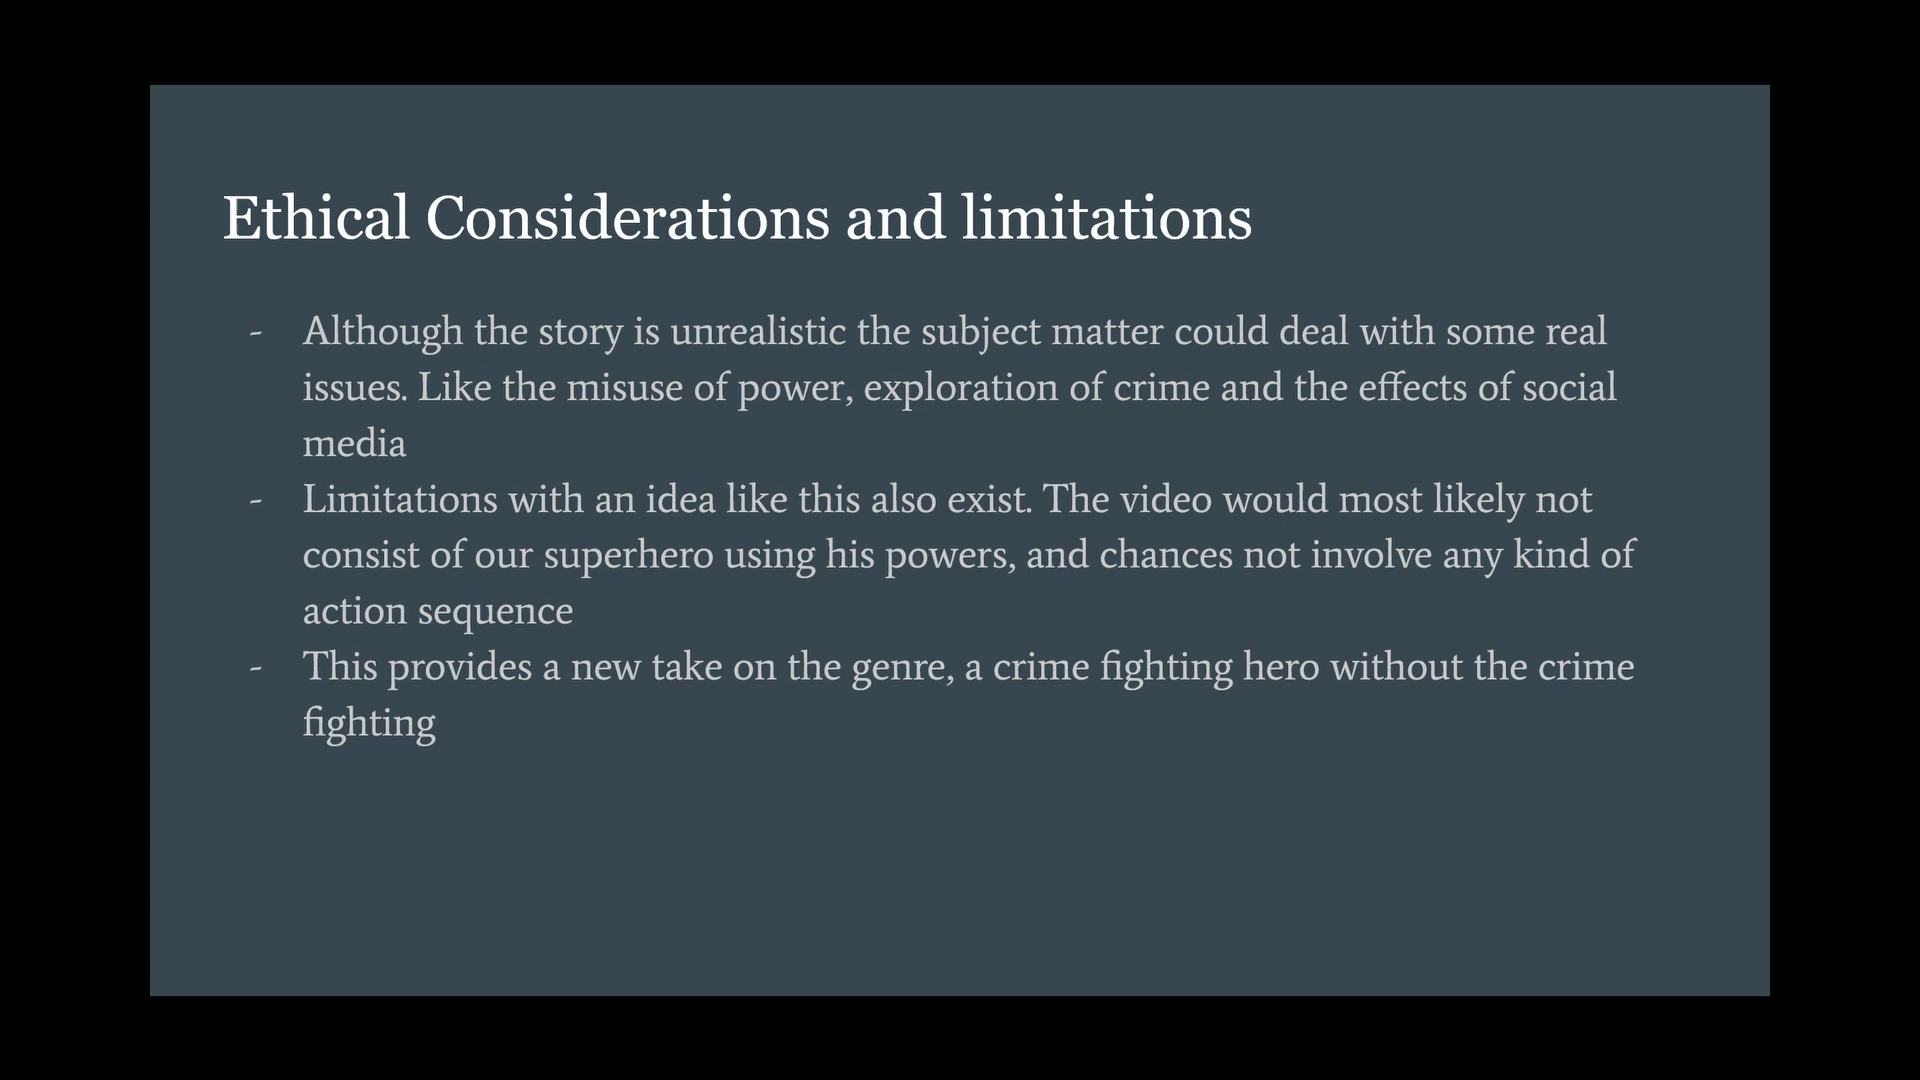 Ethical Considerations and limitations
- Although the story is unrealistic the subject matter could deal with some real
issues. Like the misuse of power, exploration of crime and the effects of social
media
- Limitations with an idea like this also exist. The video would most likely not
consist of our superhero using his powers, and chances not involve any kind of
action sequence
- This provides a new take on the genre, a crime fighting hero without the crime
fighting